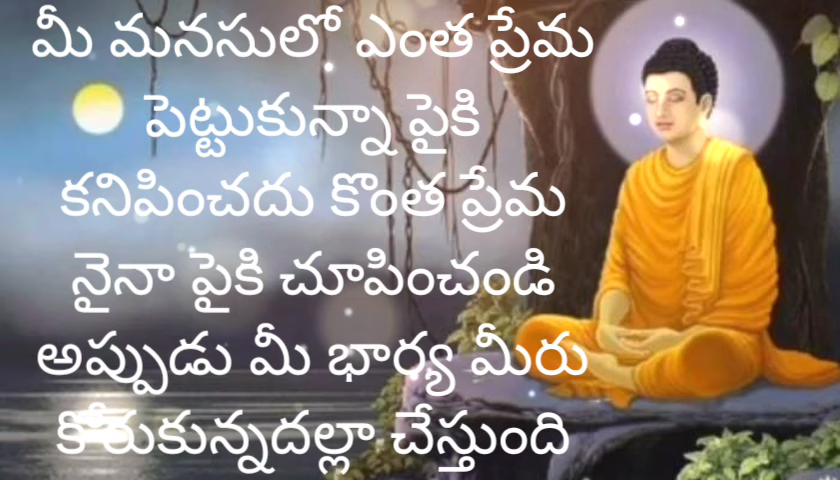 మీ మనసులో ఎంత ప్రేమ
పెట్టుకున్నా పైకి
కనిపించదు కొంత ప్రేమ
నైనా పైకి చూపించండి
అప్పుడు మీ భార్య మీరు
కోరుకున్నదల్లా చేస్తుంది